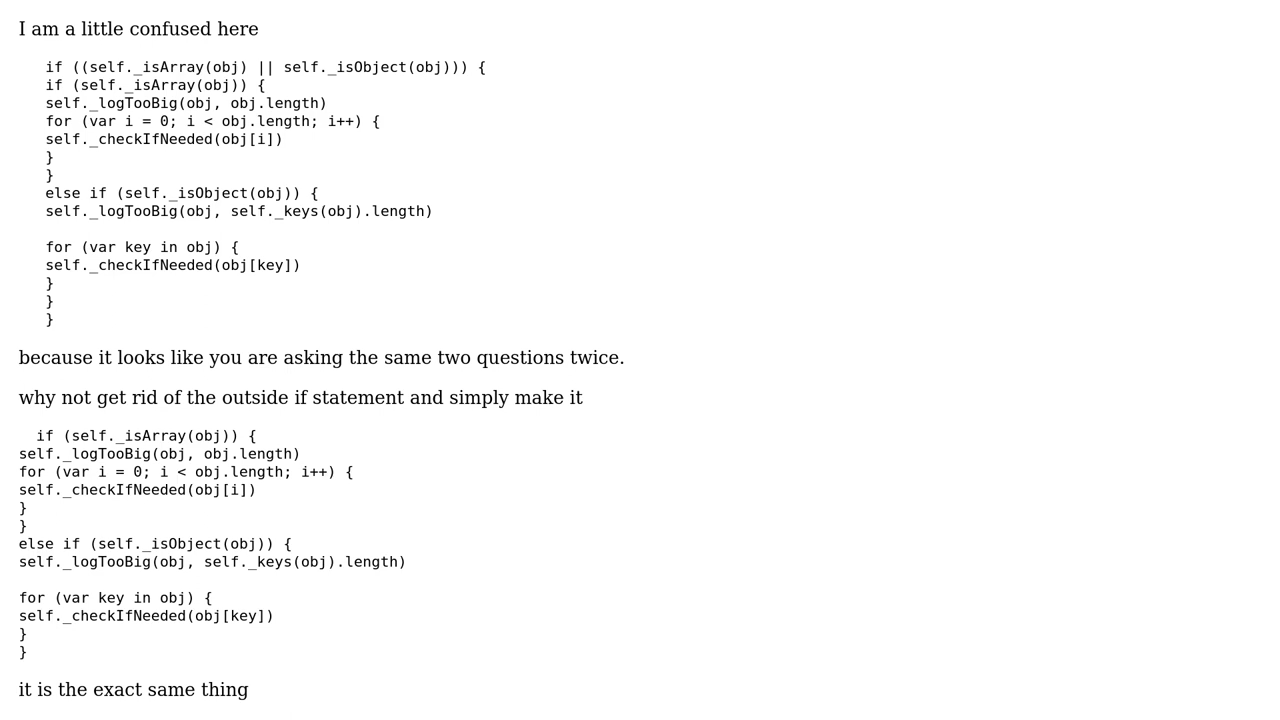 I am a little confused here
if ((self._isArray(obj) || self._isObject(obj))) {
if (self._isArray(obj)) {
self._logTooBig(obj, obj.length)
for (var i = 0; i < obj.length; i++) {
self._checkIfNeeded(obj[i])
}
}
else if (self._isObject(obj)) {
self._logTooBig(obj, self._keys(obj).length)
for (var key in obj) {
self._checkIfNeeded(obj[key])
}
}
}
because it looks like you are asking the same two questions twice.
why not get rid of the outside if statement and simply make it
if (self._isArray(obj)) {
self._logTooBig(obj, obj.length)
for (var i = 0; i < obj.length; i++) {
self._checkIfNeeded(obj[i])
}
}
else if (self._isObject(obj)) {
self._logTooBig(obj, self._keys(obj).length)
for (var key in obj) {
self._checkIfNeeded(obj[key])
}
}
it is the exact same thing